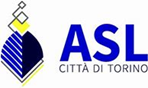 ASL
CITTÀ DI TORINO